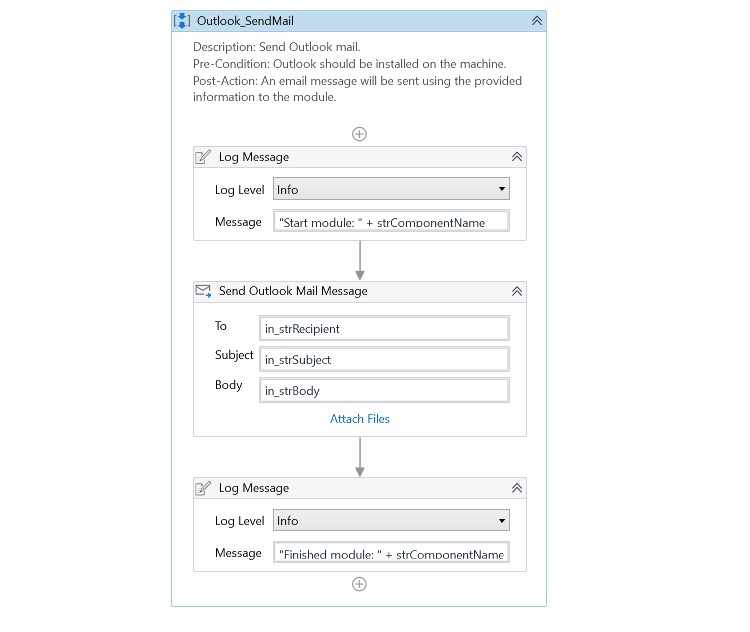 Outlook_SendMail
Description: Send Outlook mail.
Pre-Condition: Outlook should be installed on the machine.
Post-Action: An email message will be sent using the provided
information to the module.
Log Message
Log Level Info
Message "Start module: " + strComponentName
Send Outlook Mail Message
To in_strRecipient
Subject in_strSubject
Body in_strBody
Attach Files
Log Message
Log Level Info
Message "Finished module: " + strComponentName